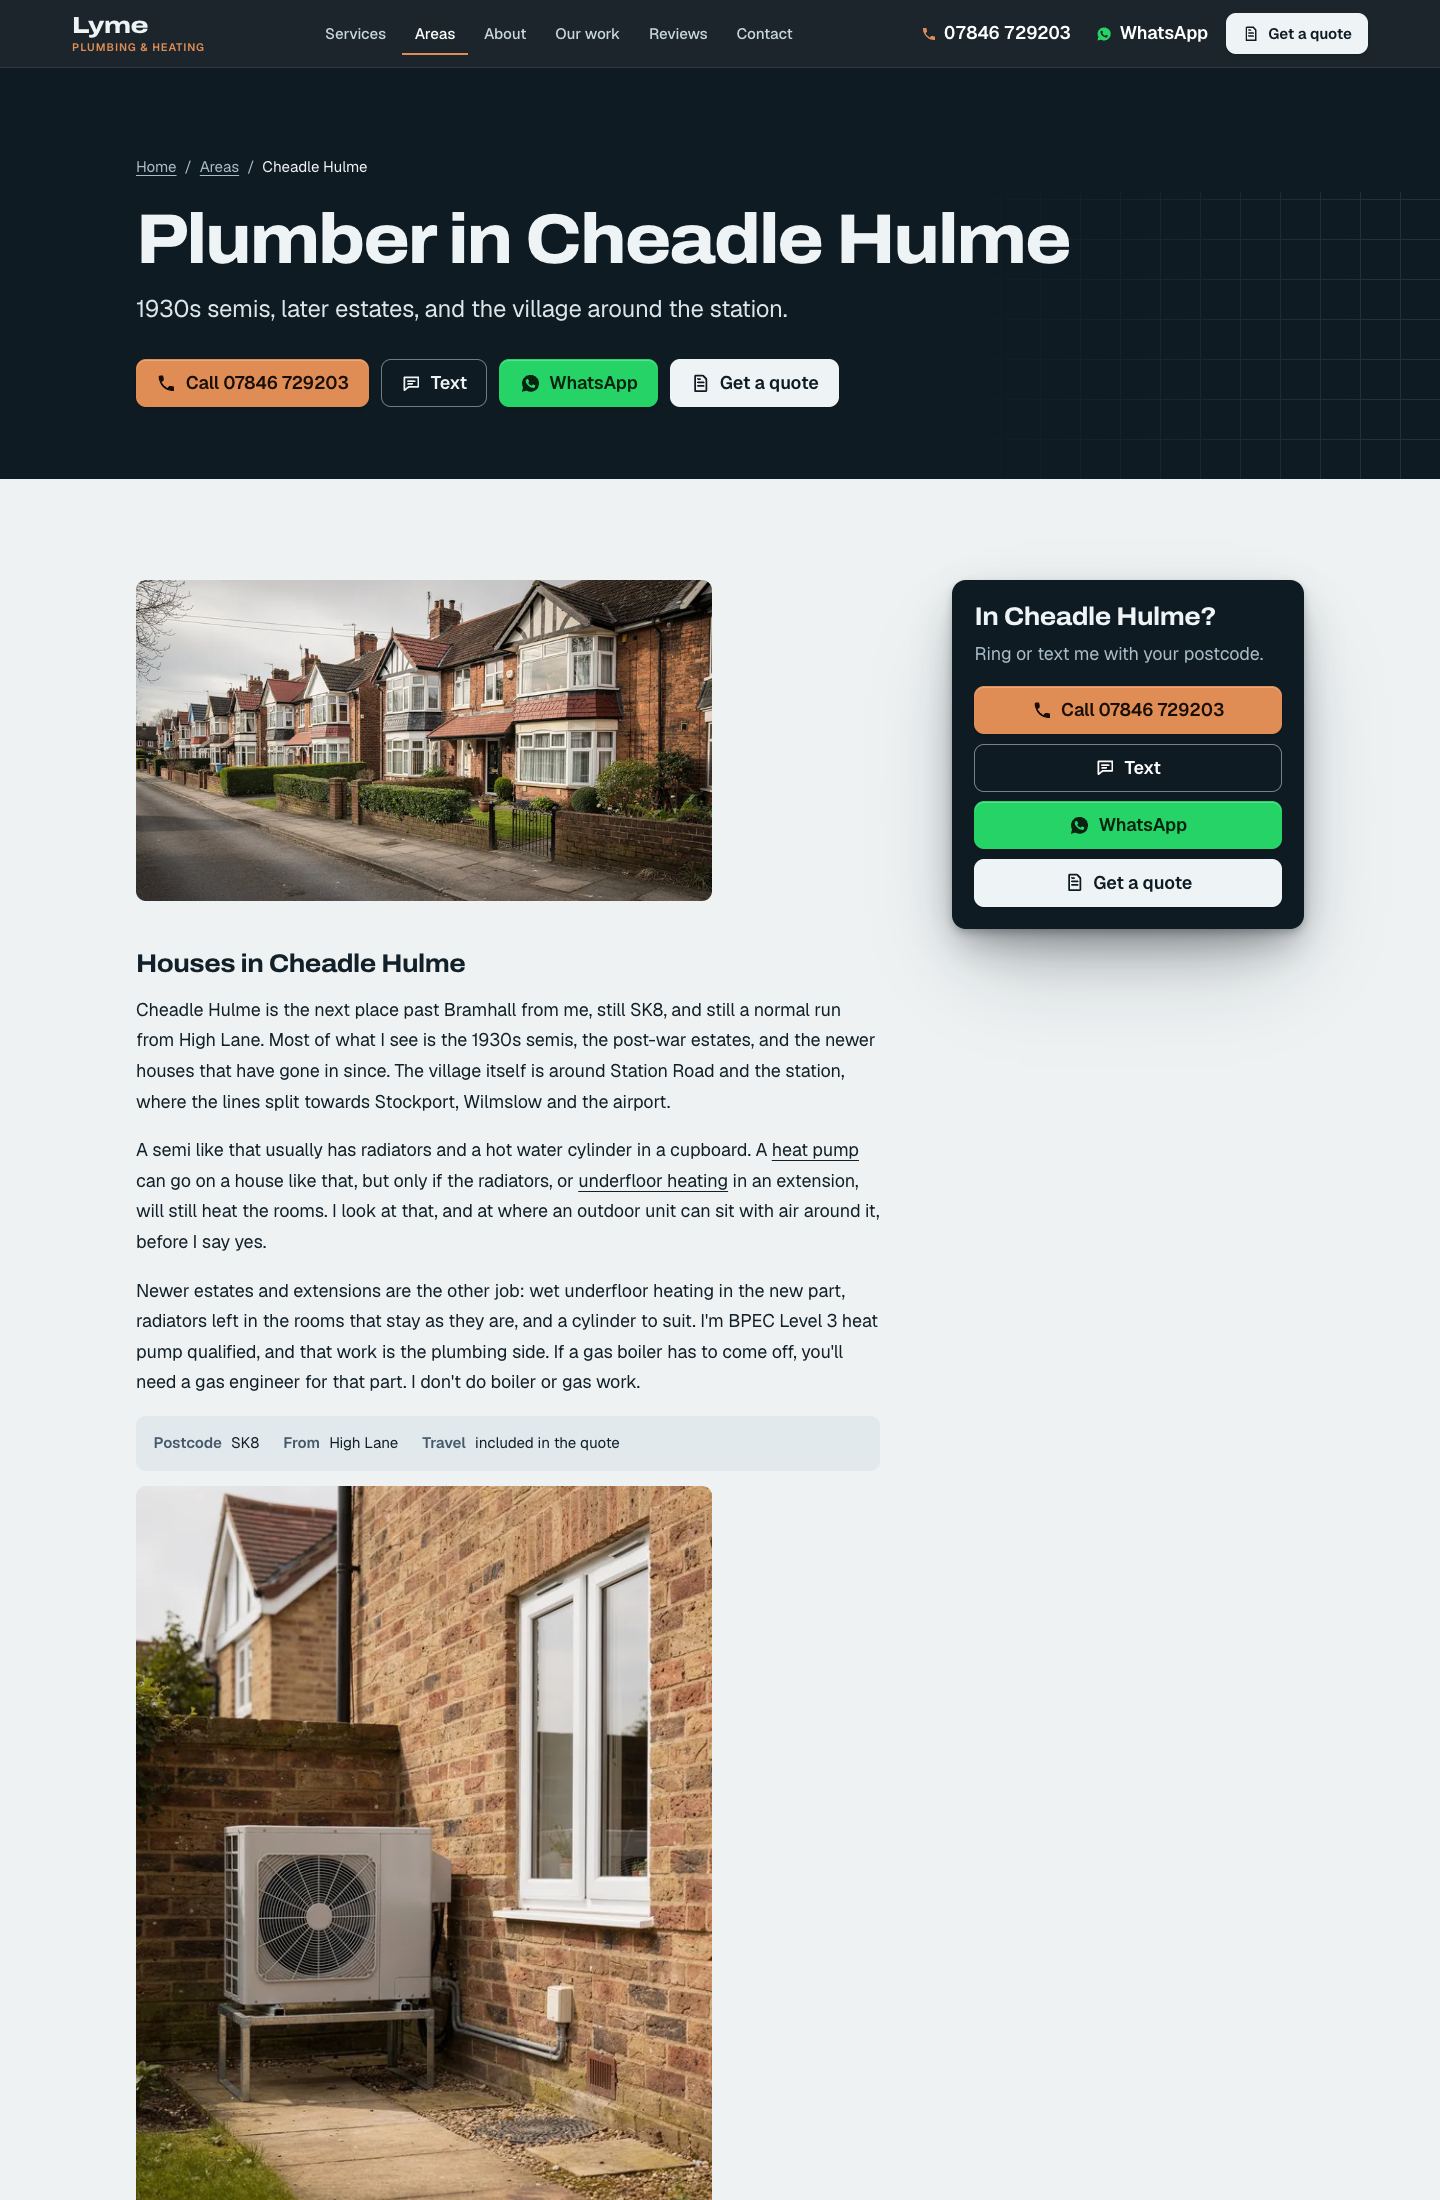 Lyme
PLUMBING & HEATING
Services
Areas
About
Our work
Reviews
Contact
07846 729203
WhatsApp
Get a quote
Home / Areas / Cheadle Hulme
Plumber in Cheadle Hulme
1930s semis, later estates, and the village around the station.
Call 07846 729203
Text
WhatsApp
Get a quote
In Cheadle Hulme?
Ring or text me with your postcode.
Call 07846 729203
Text
WhatsApp
Get a quote
Houses in Cheadle Hulme
Cheadle Hulme is the next place past Bramhall from me, still SK8, and still a normal run
from High Lane. Most of what I see is the 1930s semis, the post-war estates, and the newer
houses that have gone in since. The village itself is around Station Road and the station,
where the lines split towards Stockport, Wilmslow and the airport.
A semi like that usually has radiators and a hot water cylinder in a cupboard. A heat pump
can go on a house like that, but only if the radiators, or underfloor heating in an extension,
will still heat the rooms. I look at that, and at where an outdoor unit can sit with air around it,
before I say yes.
Newer estates and extensions are the other job: wet underfloor heating in the new part,
radiators left in the rooms that stay as they are, and a cylinder to suit. I'm BPEC Level 3 heat
pump qualified, and that work is the plumbing side. If a gas boiler has to come off, you'll
need a gas engineer for that part. I don't do boiler or gas work.
Postcode SK8 From High Lane Travel included in the quote